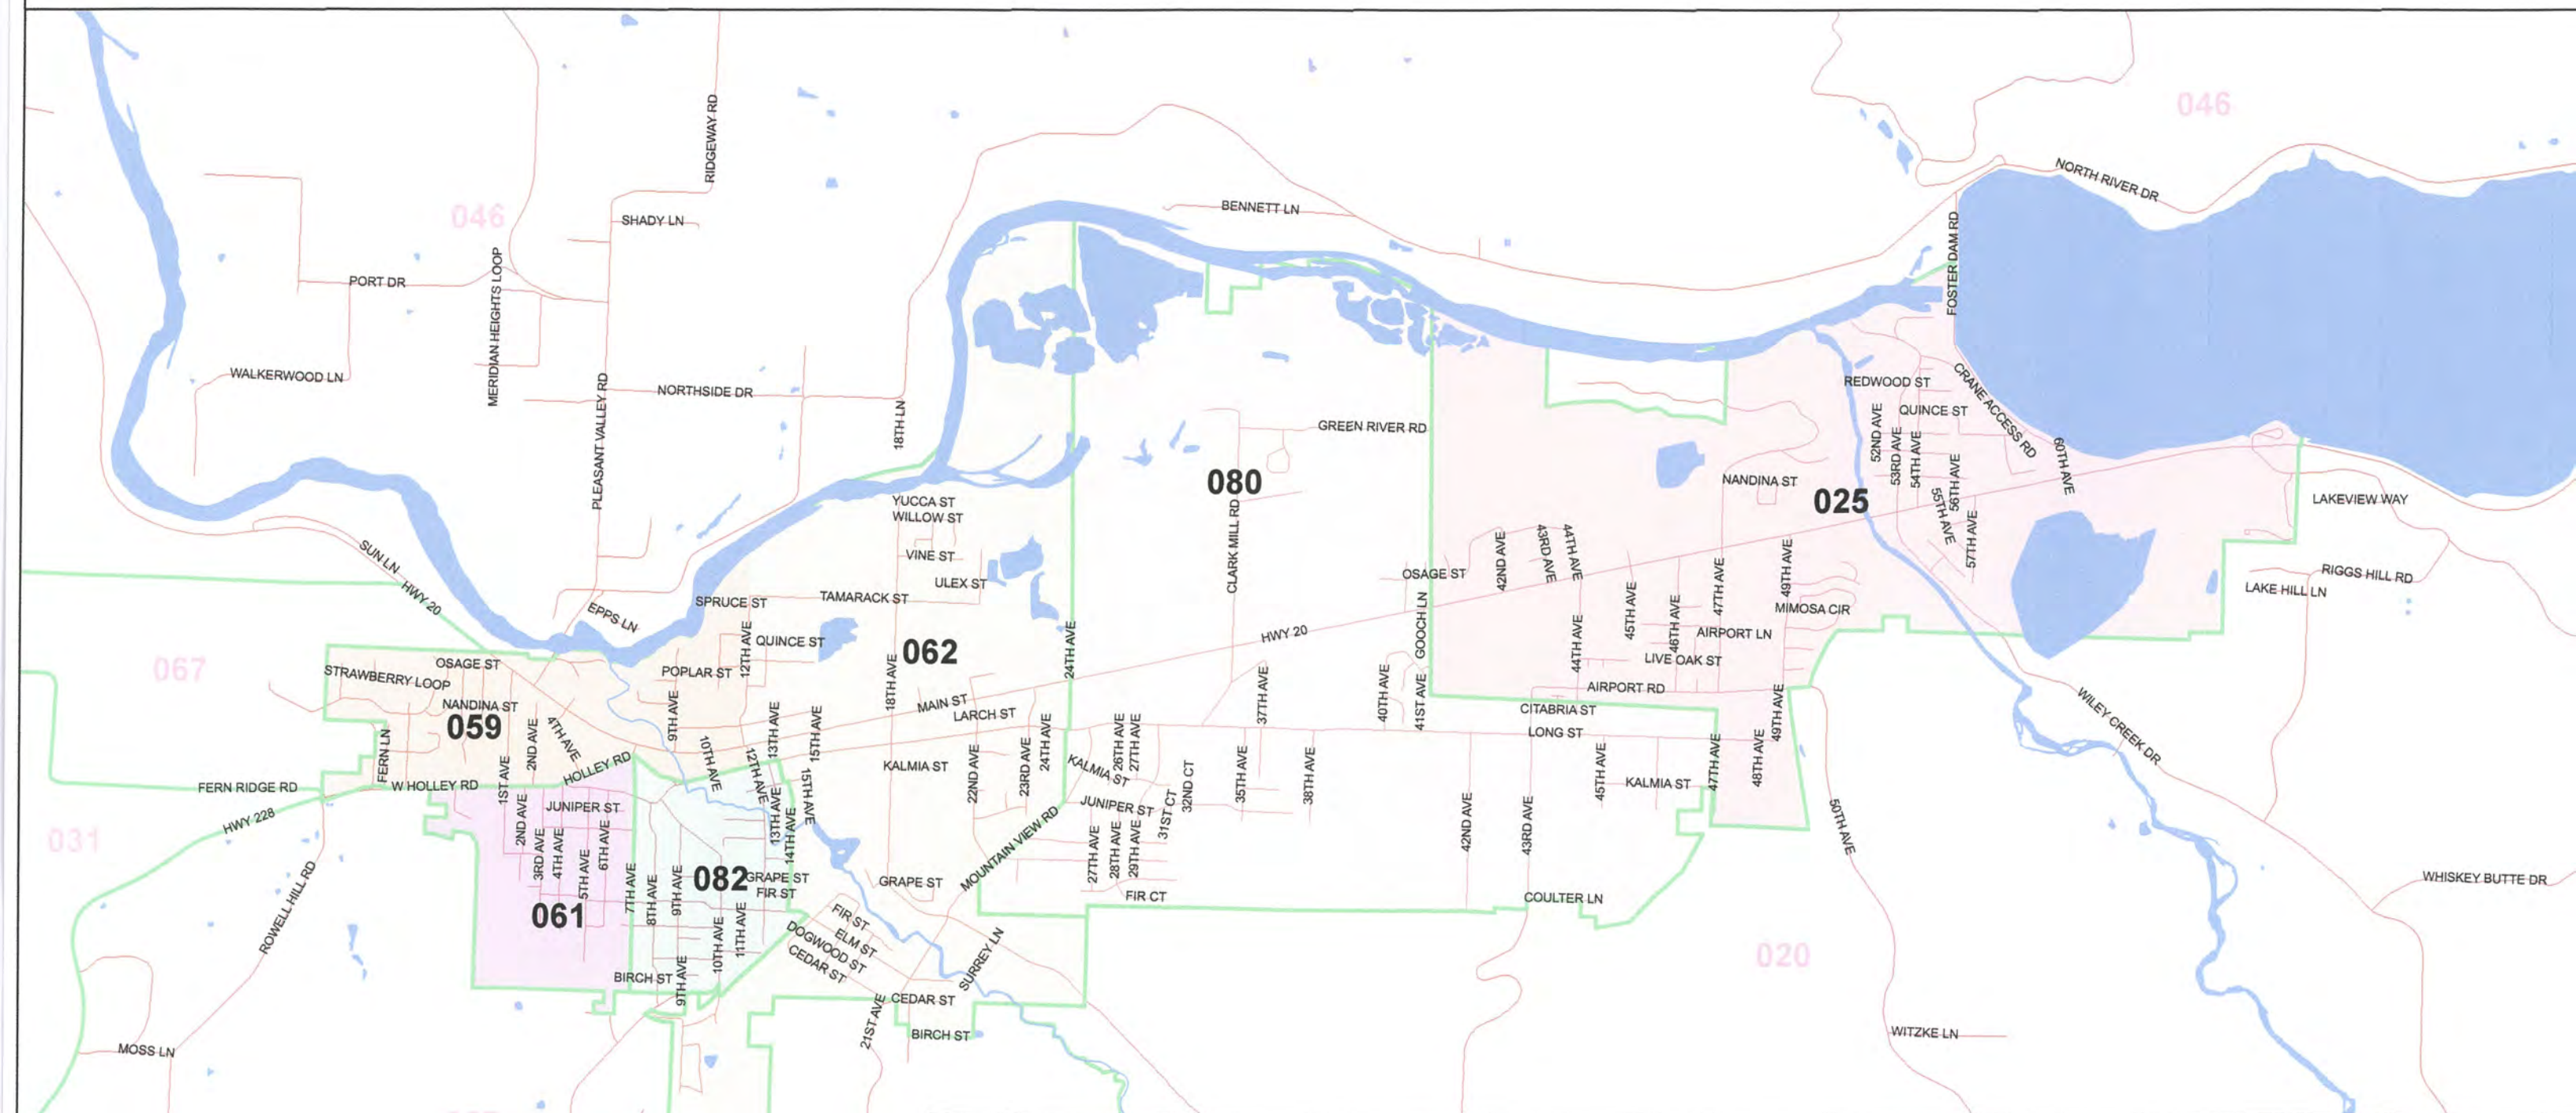 046
NORTH RIVER DR
RIDGEWAY RD
BENNETT LN
046
SHADY LN
FOSTER DAM RD
PORT DR
MERIDIAN HEIGHTS LOOP
WALKERWOOD LN
NORTHSIDE DR
PLEASANT VALLEY RD
18TH LN
GREEN RIVER RD
REDWOOD ST
CRANE ACCESS RD
QUINCE ST
52ND AVE
53RD AVE
54TH AVE
56TH AVE
55TH AVE
57TH AVE
60TH AVE
080
NANDINA ST
025
LAKEVIEW WAY
YUCCA ST
WILLOW ST
CLARK MILL RD
VINE ST
SUN LN
HWY 20
ULEX ST
OSAGE ST
42ND AVE
43RD AVE
44TH AVE
47TH AVE
49TH AVE
RIGGS HILL RD
LAKE HILL LN
TAMARACK ST
SPRUCE ST
EPPS LN
GOOCH LN
45TH AVE
46TH AVE
MIMOSA CIR
12TH AVE
QUINCE ST
062
24TH AVE
HWY 20
44TH AVE
AIRPORT LN
LIVE OAK ST
067
OSAGE ST
STRAWBERRY LOOP
POPLAR ST
18TH AVE
37TH AVE
40TH AVE
41ST AVE
AIRPORT RD
NANDINA ST
059
MAIN ST
LARCH ST
CITABRIA ST
LONG ST
49TH AVE
WILEY CREEK DR
FERN LN
2ND AVE
4TH AVE
9TH AVE
10TH AVE
12TH AVE
13TH AVE
15TH AVE
22ND AVE
23RD AVE
24TH AVE
26TH AVE
27TH AVE
KALMIA ST
KALMIA ST
32ND CT
35TH AVE
38TH AVE
45TH AVE
KALMIA ST
47TH AVE
48TH AVE
HOLLEY RD
FERN RIDGE RD
W HOLLEY RD
1ST AVE
HWY 228
031
2ND AVE
JUNIPER ST
13TH AVE
14TH AVE
15TH AVE
JUNIPER ST
MOUNTAIN VIEW RD
31ST CT
42ND AVE
43RD AVE
50TH AVE
3RD AVE
4TH AVE
5TH AVE
6TH AVE
7TH AVE
8TH AVE
9TH AVE
082
GRAPE ST
FIR ST
GRAPE ST
27TH AVE
28TH AVE
29TH AVE
FIR CT
COULTER LN
WHISKEY BUTTE DR
ROWELL HILL RD
061
10TH AVE
11TH AVE
FIR ST
ELM ST
DOGWOOD ST
CEDAR ST
SURREY LN
020
BIRCH ST
9TH AVE
21ST AVE
CEDAR ST
BIRCH ST
WITZKE LN
MOSS LN